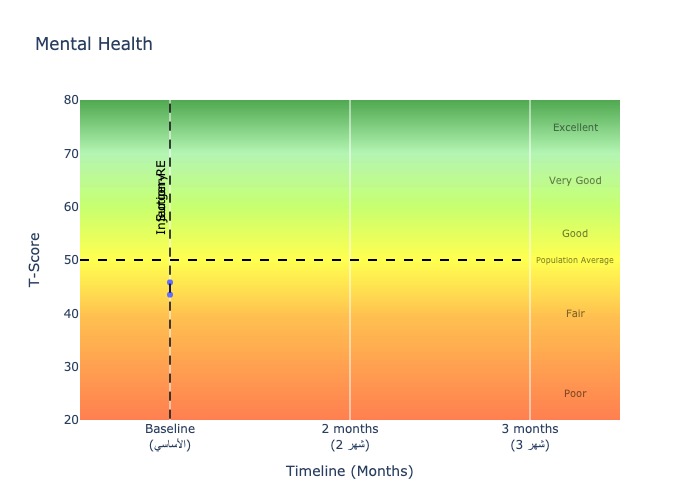 Mental Health
80
70
60
50
40
30
20
T-Score
Surgery
Excellent
Very Good
Good
Population Average
Fair
Poor
Baseline
(الأساسي)
2 months
(2 شهر)
3 months
(3 شهر)
Timeline (Months)